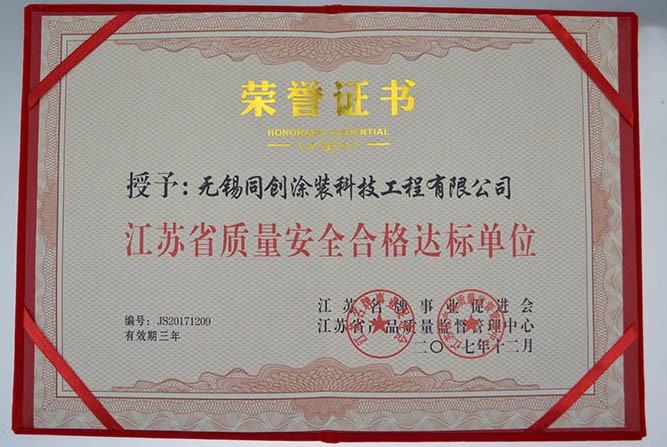 荣誉证书
HONORARY CREDENTIAL
授予：无锡同创涂装科技工程有限公司
江苏省质量安全合格达标单位
江苏名牌事业促进会
编号：JS20171209
江苏省产品质量监督管理中心
有效期三年
二〇一七年十二月